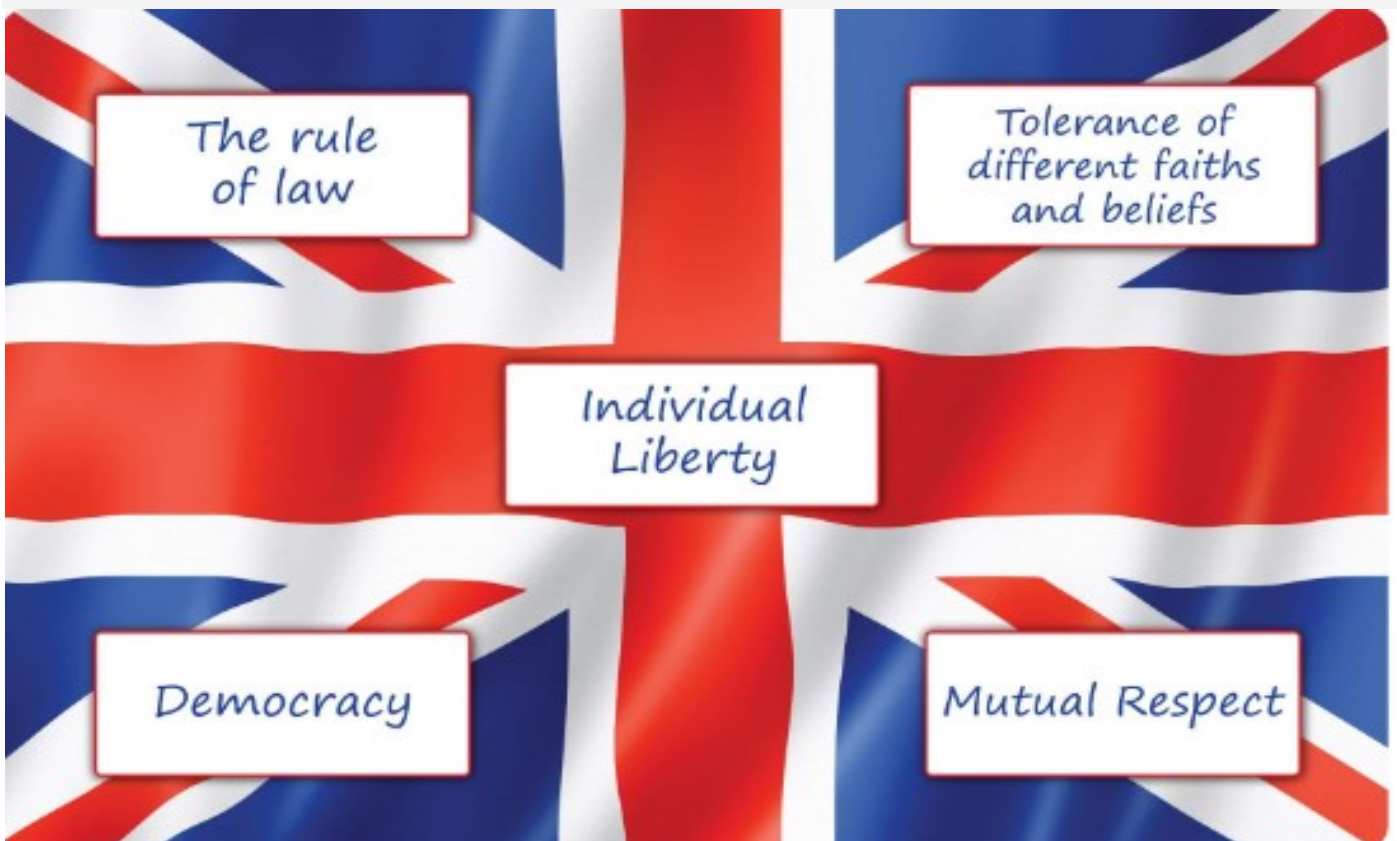 The rule
of law
Tolerance of
different faiths
and beliefs
Individual
Liberty
Democracy
Mutual Respect